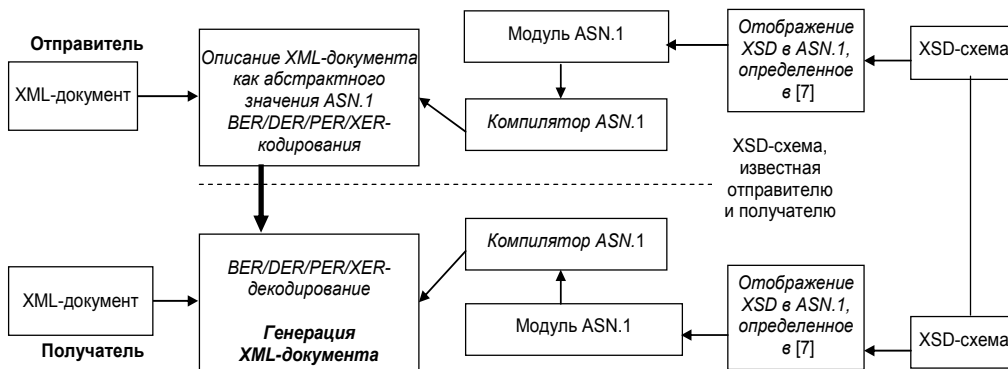 Отправитель
XML-документ
Описание XML-документа
как абстрактного
значения ASN.1
BER/DER/PER/XER-
кодирования
Модуль ASN.1
Компилятор ASN.1
Отображение
XSD в ASN.1,
определенное
в [7]
XSD-схема
XSD-схема,
известная
отправителю
и получателю
XML-документ
Получатель
BER/DER/PER/XER-
декодирование
Генерация
XML-документа
Компилятор ASN.1
Модуль ASN.1
Отображение
XSD в ASN.1,
определенное
в [7]
XSD-схема